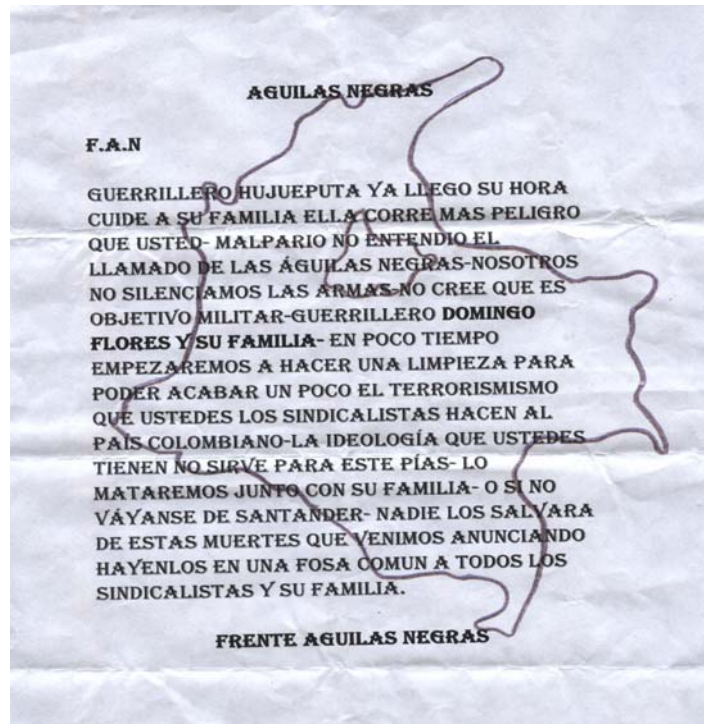 AGUILAS NEGRAS
F.A.N
GUERRILLERO HUJUEPUTA YA LLEGO SU HORA
CUIDE A SU FAMILIA ELLA CORRE MAS PELIGRO
QUE USTED- MALPARIO NO ENTENDIO EL
LLAMADO DE LAS ÁGUILAS NEGRAS-NOSOTROS
NO SILENCIAMOS LAS ARMAS-NO CREE QUE ES
OBJETIVO MILITAR-GUERRILLERO DOMINGO
FLORES Y SU FAMILIA- EN POCO TIEMPO
EMPEZAREMOS A HACER UNA LIMPIEZA PARA
PODER ACABAR UN POCO EL TERRORISMISMO
QUE USTEDES LOS SINDICALISTAS HACEN AL
PAÍS COLOMBIANO-LA IDEOLOGÍA QUE USTEDES
TIENEN NO SIRVE PARA ESTE PÍAS- LO
MATAREMOS JUNTO CON SU FAMILIA- O SI NO
VÁYANSE DE SANTANDER- NADIE LOS SALVARA
DE ESTAS MUERTES QUE VENIMOS ANUNCIANDO
HAYENLOS EN UNA FOSA COMUN A TODOS LOS
SINDICALISTAS Y SU FAMILIA.
FRENTE AGUILAS NEGRAS